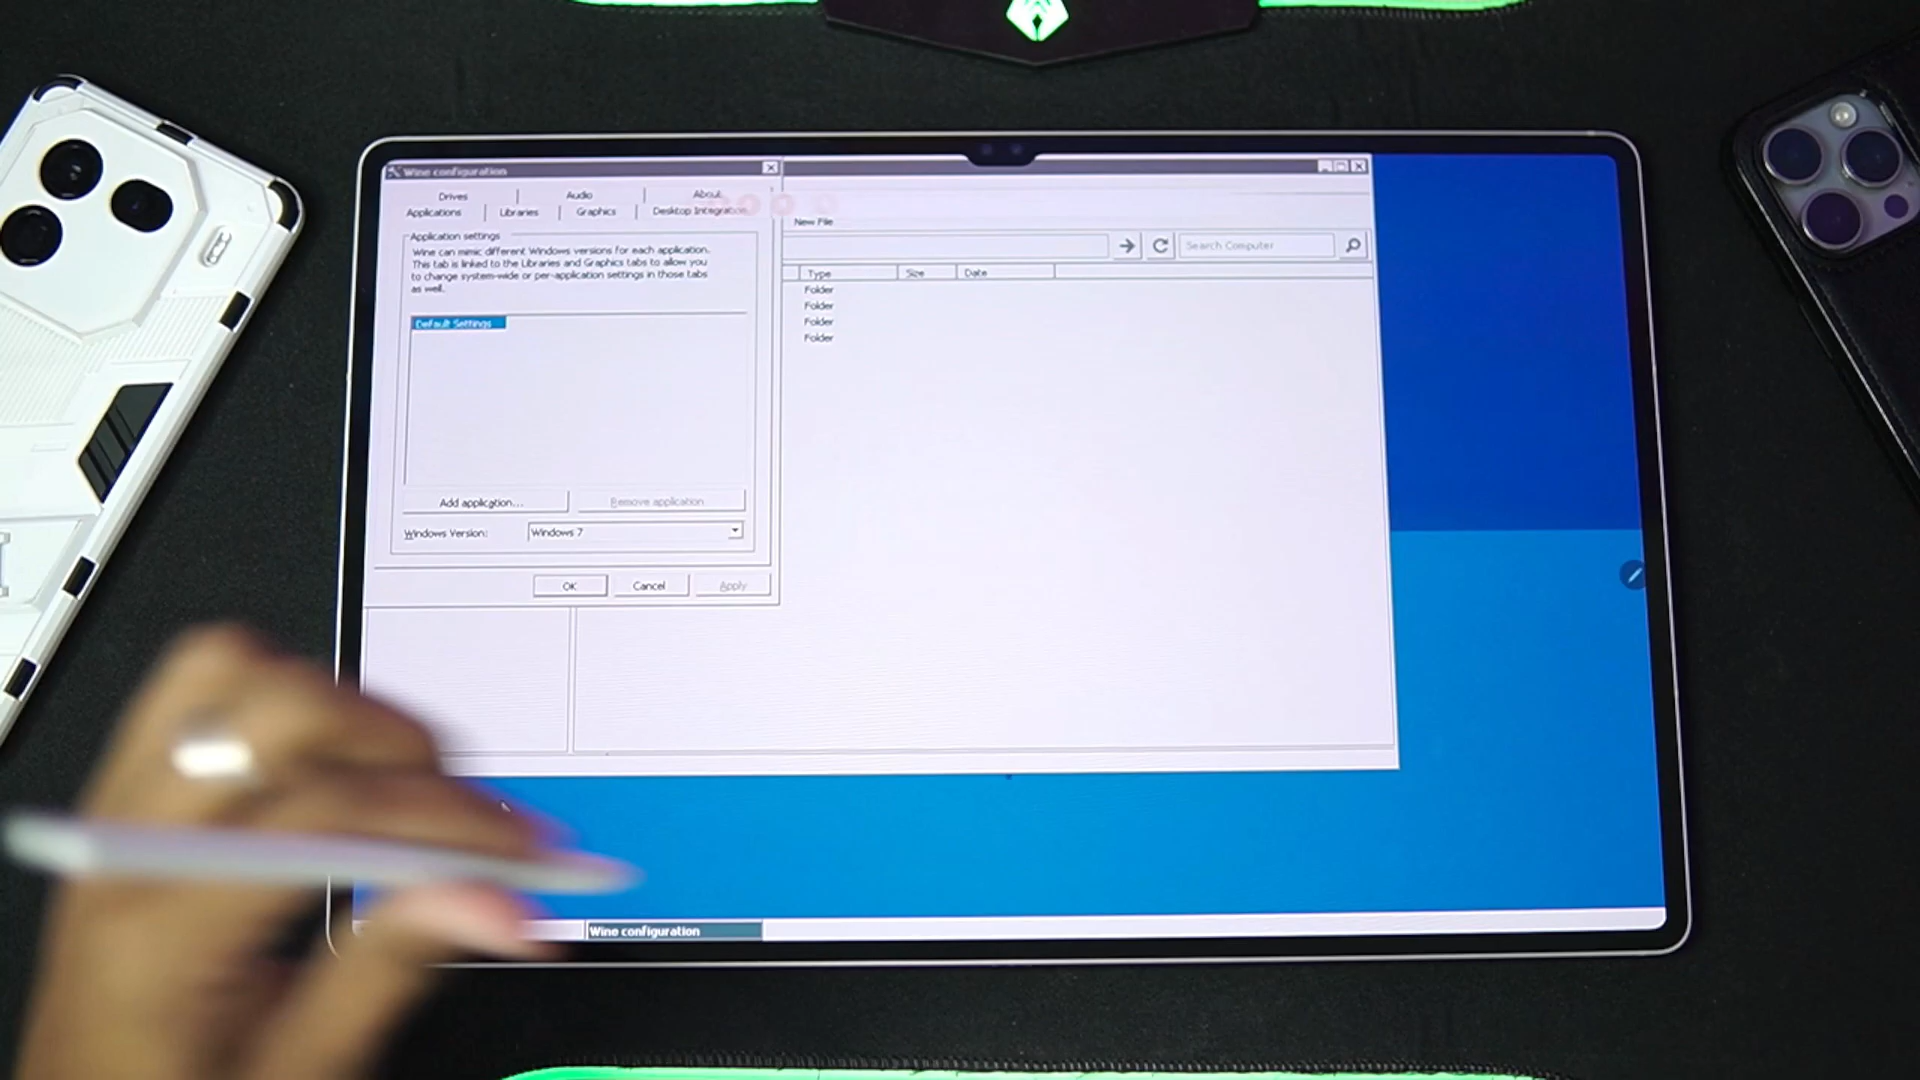 Wine configuration
Drives
Audio
About
Applications
Libraries
Graphics
Desktop Integration
Application settings
Wine can mimic different Windows versions for each application.
This tab is linked to the Libraries and Graphics tabs to allow you
to change system-wide or per-application settings in those tabs
as well.
Default Settings
Add application...
Remove application
Windows Version:
Windows 7
OK
Cancel
Apply
New File
Search Computer
Type
Size
Date
Folder
Folder
Folder
Folder
Wine configuration